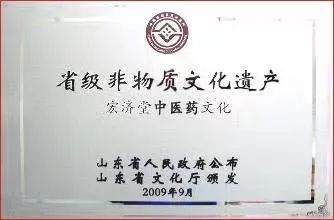 省级非物质文化遗产
宏济堂中医药文化
山东省人民政府公布
山东省文化厅颁发
2009年9月